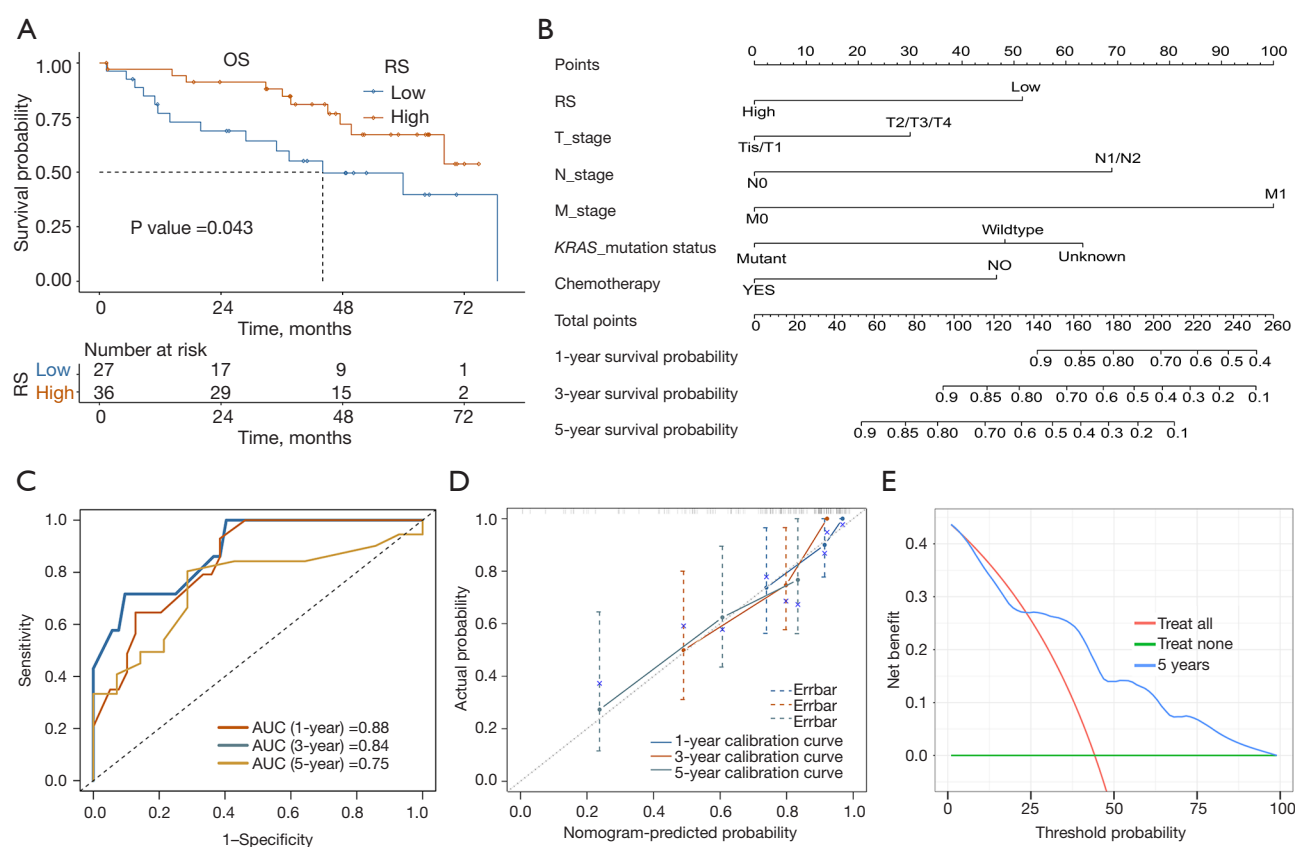 A
OS
RS
Low
High
1.00
0.75
0.50
0.25
0.00
Survival probability
P value =0.043
0 24 48 72
Time, months
Number at risk
RS
Low 27 17 9 1
High 36 29 15 2
0 24 48 72
Time, months
B
Points 0 10 20 30 40 50 60 70 80 90 100
RS High Low
T_stage Tis/T1 T2/T3/T4
N_stage N0 N1/N2
M_stage M0 M1
KRAS_mutation status Mutant Wildtype Unknown
Chemotherapy YES NO
Total points 0 20 40 60 80 100 120 140 160 180 200 220 240 260
1-year survival probability 0.9 0.85 0.80 0.70 0.6 0.5 0.4
3-year survival probability 0.9 0.85 0.80 0.70 0.6 0.5 0.4 0.3 0.2 0.1
5-year survival probability 0.9 0.85 0.80 0.70 0.6 0.5 0.4 0.3 0.2 0.1
C
Sensitivity
1.0
0.8
0.6
0.4
0.2
0.0
AUC (1-year) =0.88
AUC (3-year) =0.84
AUC (5-year) =0.75
0.0 0.2 0.4 0.6 0.8 1.0
1–Specificity
D
Actual probability
1.0
0.8
0.6
0.4
0.2
0.0
Errbar
Errbar
Errbar
1-year calibration curve
3-year calibration curve
5-year calibration curve
0.0 0.2 0.4 0.6 0.8 1.0
Nomogram-predicted probability
E
Net benefit
0.4
0.3
0.2
0.1
0.0
Treat all
Treat none
5 years
0 25 50 75 100
Threshold probability